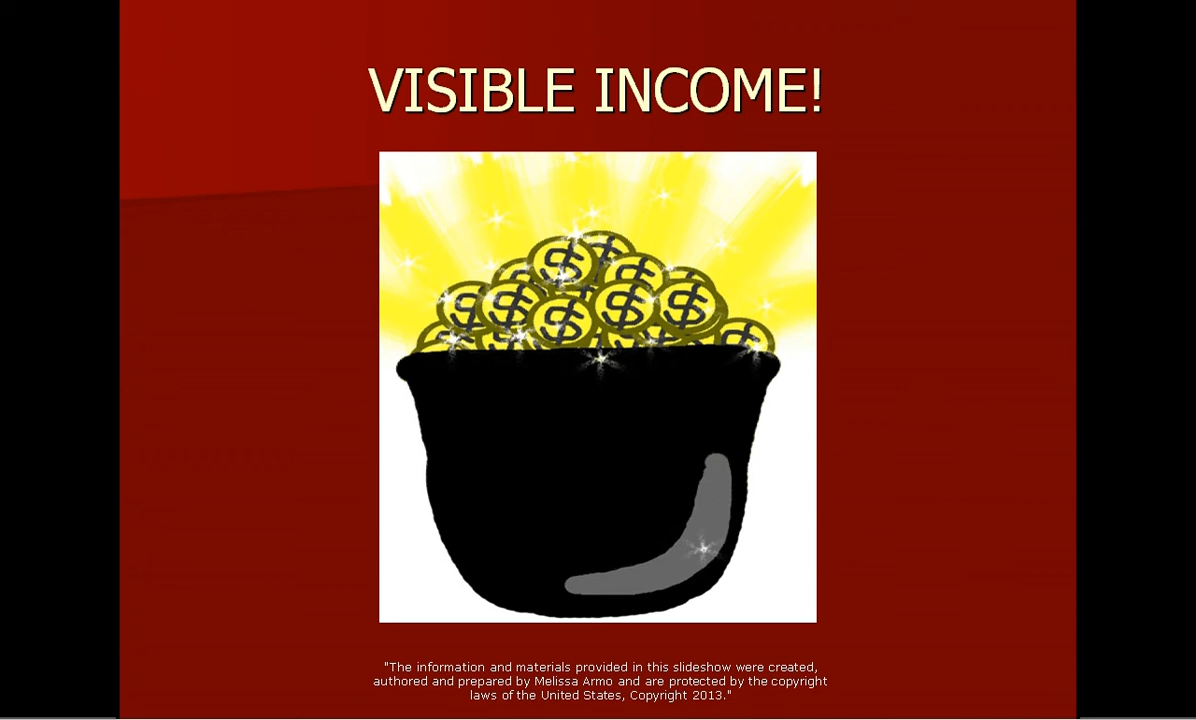 VISIBLE INCOME!
$ $ $ $ $ $ $ $
"The information and materials provided in this slideshow were created,
authored and prepared by Melissa Armo and are protected by the copyright
laws of the United States, Copyright 2013."